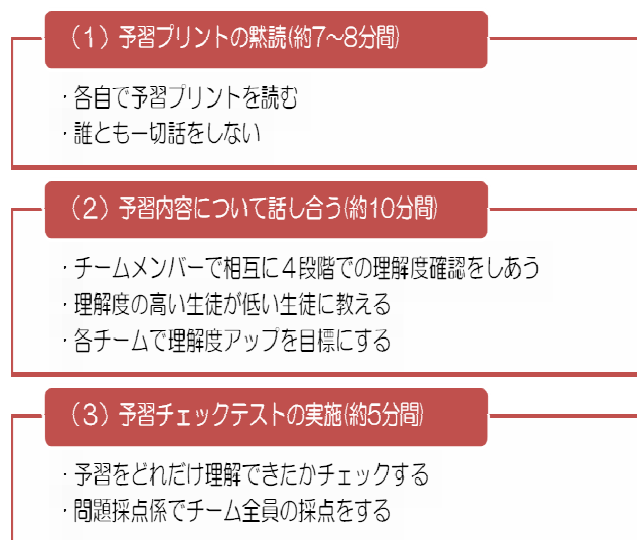 （1）予習プリントの黙読(約7～8分間)
・各自で予習プリントを読む
・誰とも一切話をしない
（2）予習内容について話し合う(約10分間)
・チームメンバーで相互に４段階での理解度確認をしあう
・理解度の高い生徒が低い生徒に教える
・各チームで理解度アップを目標にする
（3）予習チェックテストの実施(約5分間)
・予習をどれだけ理解できたかチェックする
・問題採点係でチーム全員の採点をする